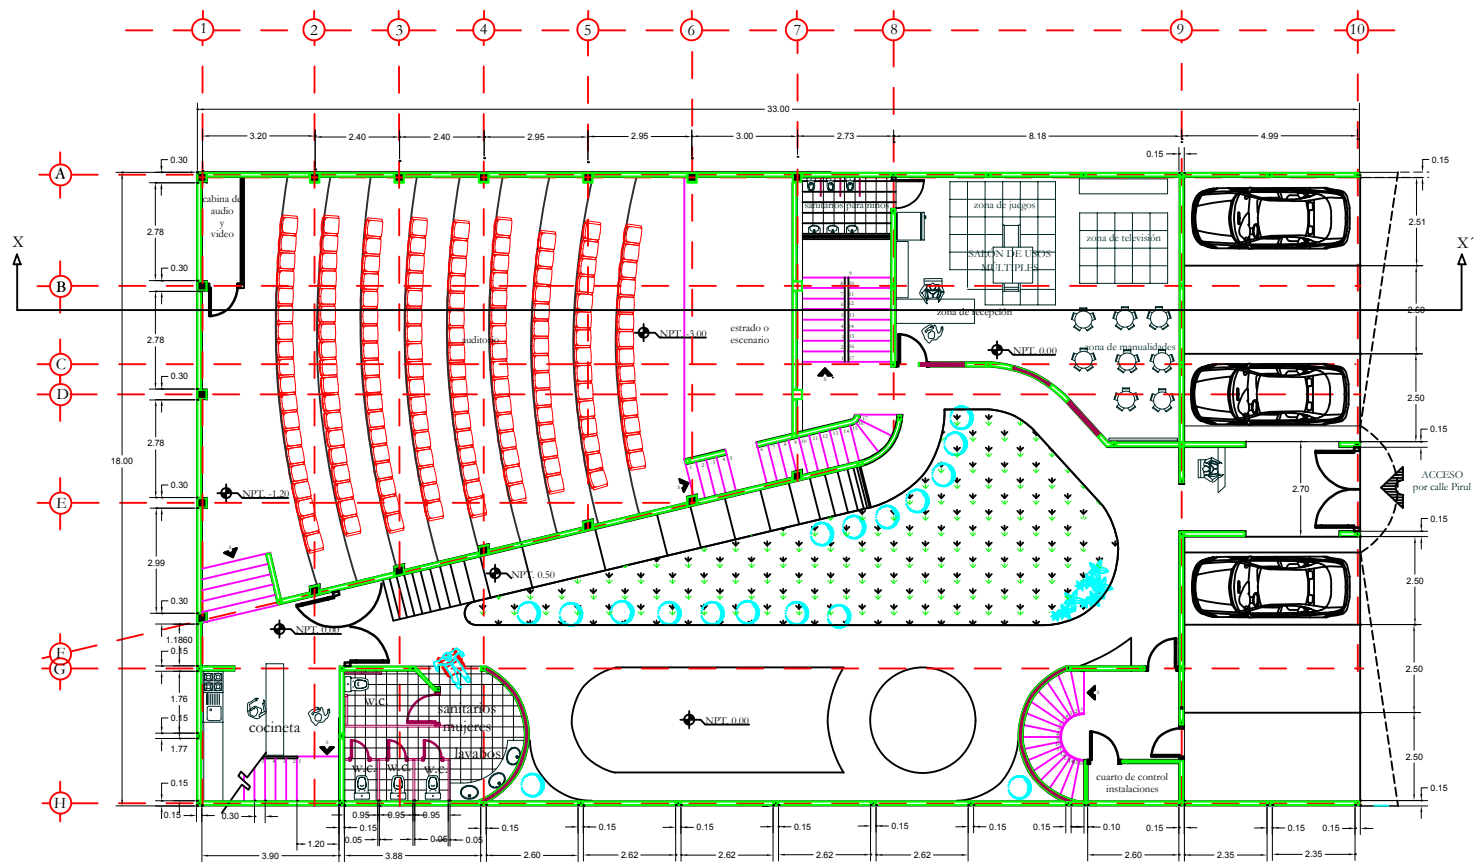 1 2 3 4 5 6 7 8 9 10
33.00
3.20 2.40 2.40 2.95 2.95 3.00 2.73 8.18 4.99
0.30 0.15 0.15
A
cabina de
audio
y
video
sanitarios para niños
zona de juegos
zona de televisión
2.78
2.51
X X´
SALÓN DE USOS
MÚLTIPLES
0.30
B
zona de recepción
2.50
NPT. -3.00
estrado o
escenario
auditorio
2.78
NPT. 0.00
zona de manualidades
C
0.30
D
2.50
2.78
0.15
18.00
0.30
NPT. -1.20
E
2.70
ACCESO
por calle Pirul
0.15
2.99
NPT. 0.50
2.50
0.30
NPT. 0.00
1.1860
F
0.15
G
2.50
1.76
w.c.
sanitarios
mujeres
NPT. 0.00
cocineta
0.15
1.77
lavabos
w.c. w.c. w.c.
2.50
cuarto de control
instalaciones
0.15
0.15
H
0.15 0.30 0.95 0.95 0.95
0.15 0.15 0.15 0.15 0.15 0.15 0.10 0.15 0.15 0.15
0.05 0.05 0.05
1.20
3.90 3.88 2.60 2.62 2.62 2.62 2.62 2.60 2.35 2.35